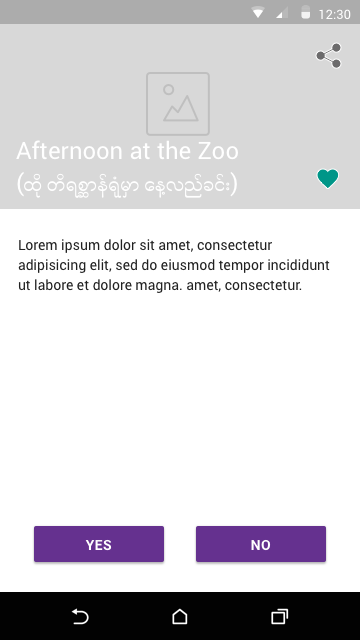 12:30
Afternoon at the Zoo
(ထို တိရစ္ဆာန်ရုံမှာ နေ့လည်ခင်း)
Lorem ipsum dolor sit amet, consectetur
adipisicing elit, sed do eiusmod tempor incididunt
ut labore et dolore magna. amet, consectetur.
YES
NO